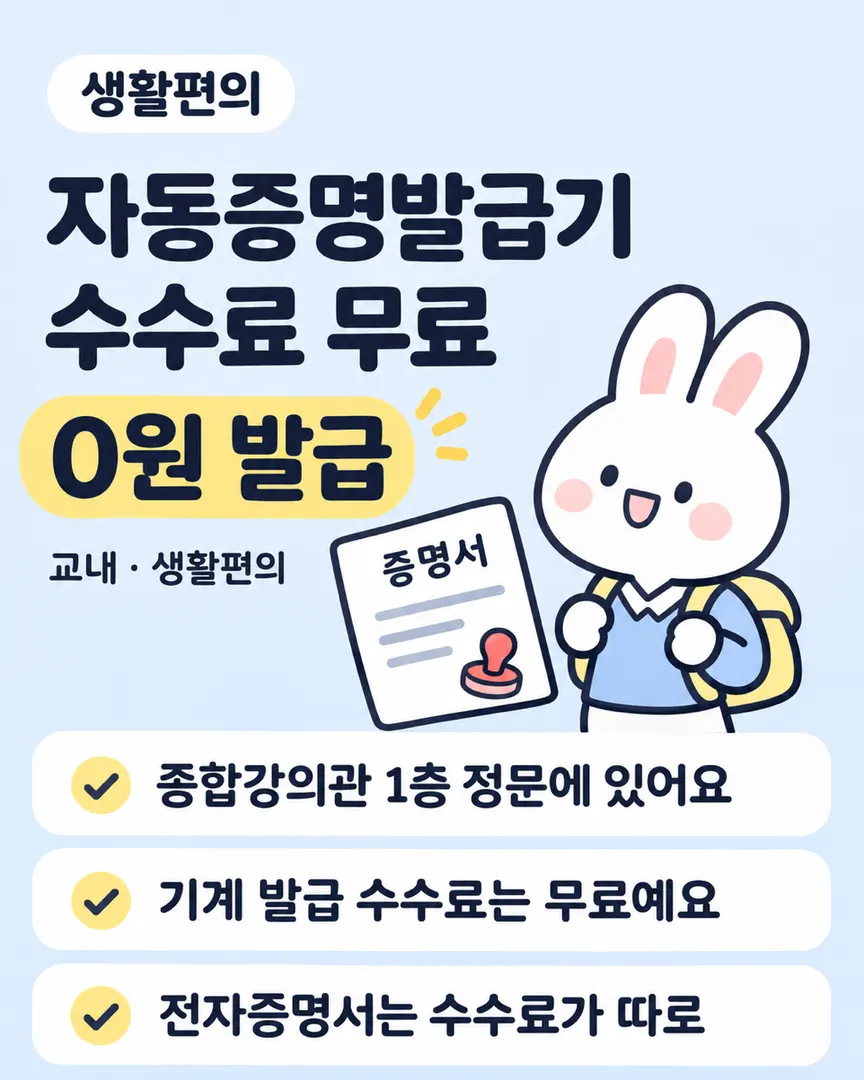 생활편의
자동증명발급기
수수료 무료
0원 발급
교내 · 생활편의
증명서
종합강의관 1층 정문에 있어요
기계 발급 수수료는 무료예요
전자증명서는 수수료가 따로